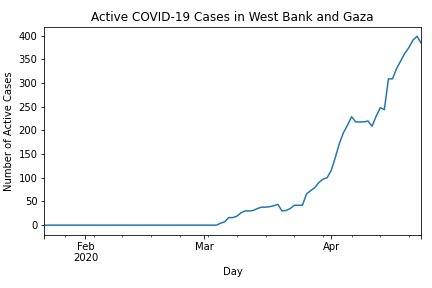 Active COVID-19 Cases in West Bank and Gaza
400
350
300
250
200
150
100
50
0
Number of Active Cases
Feb
2020
Mar
Apr
Day